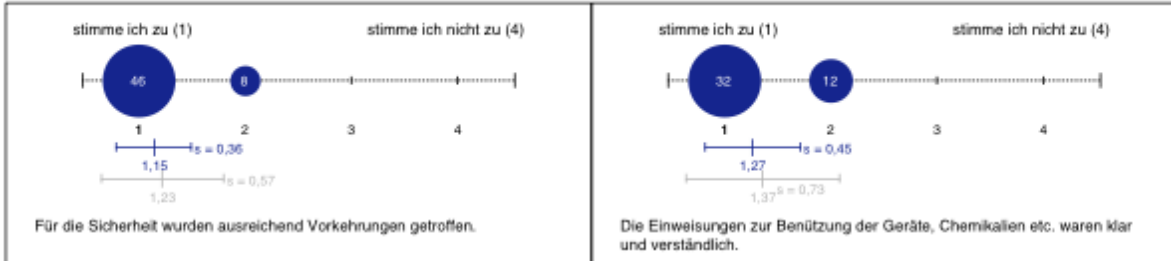 stimme ich zu (1) stimme ich nicht zu (4)
46 8
1 2 3 4
s = 0,36
1,15
s = 0,57
1,23
Für die Sicherheit wurden ausreichend Vorkehrungen getroffen.
stimme ich zu (1) stimme ich nicht zu (4)
32 12
1 2 3 4
s = 0,45
1,27
1,37 s = 0,73
Die Einweisungen zur Benützung der Geräte, Chemikalien etc. waren klar
und verständlich.